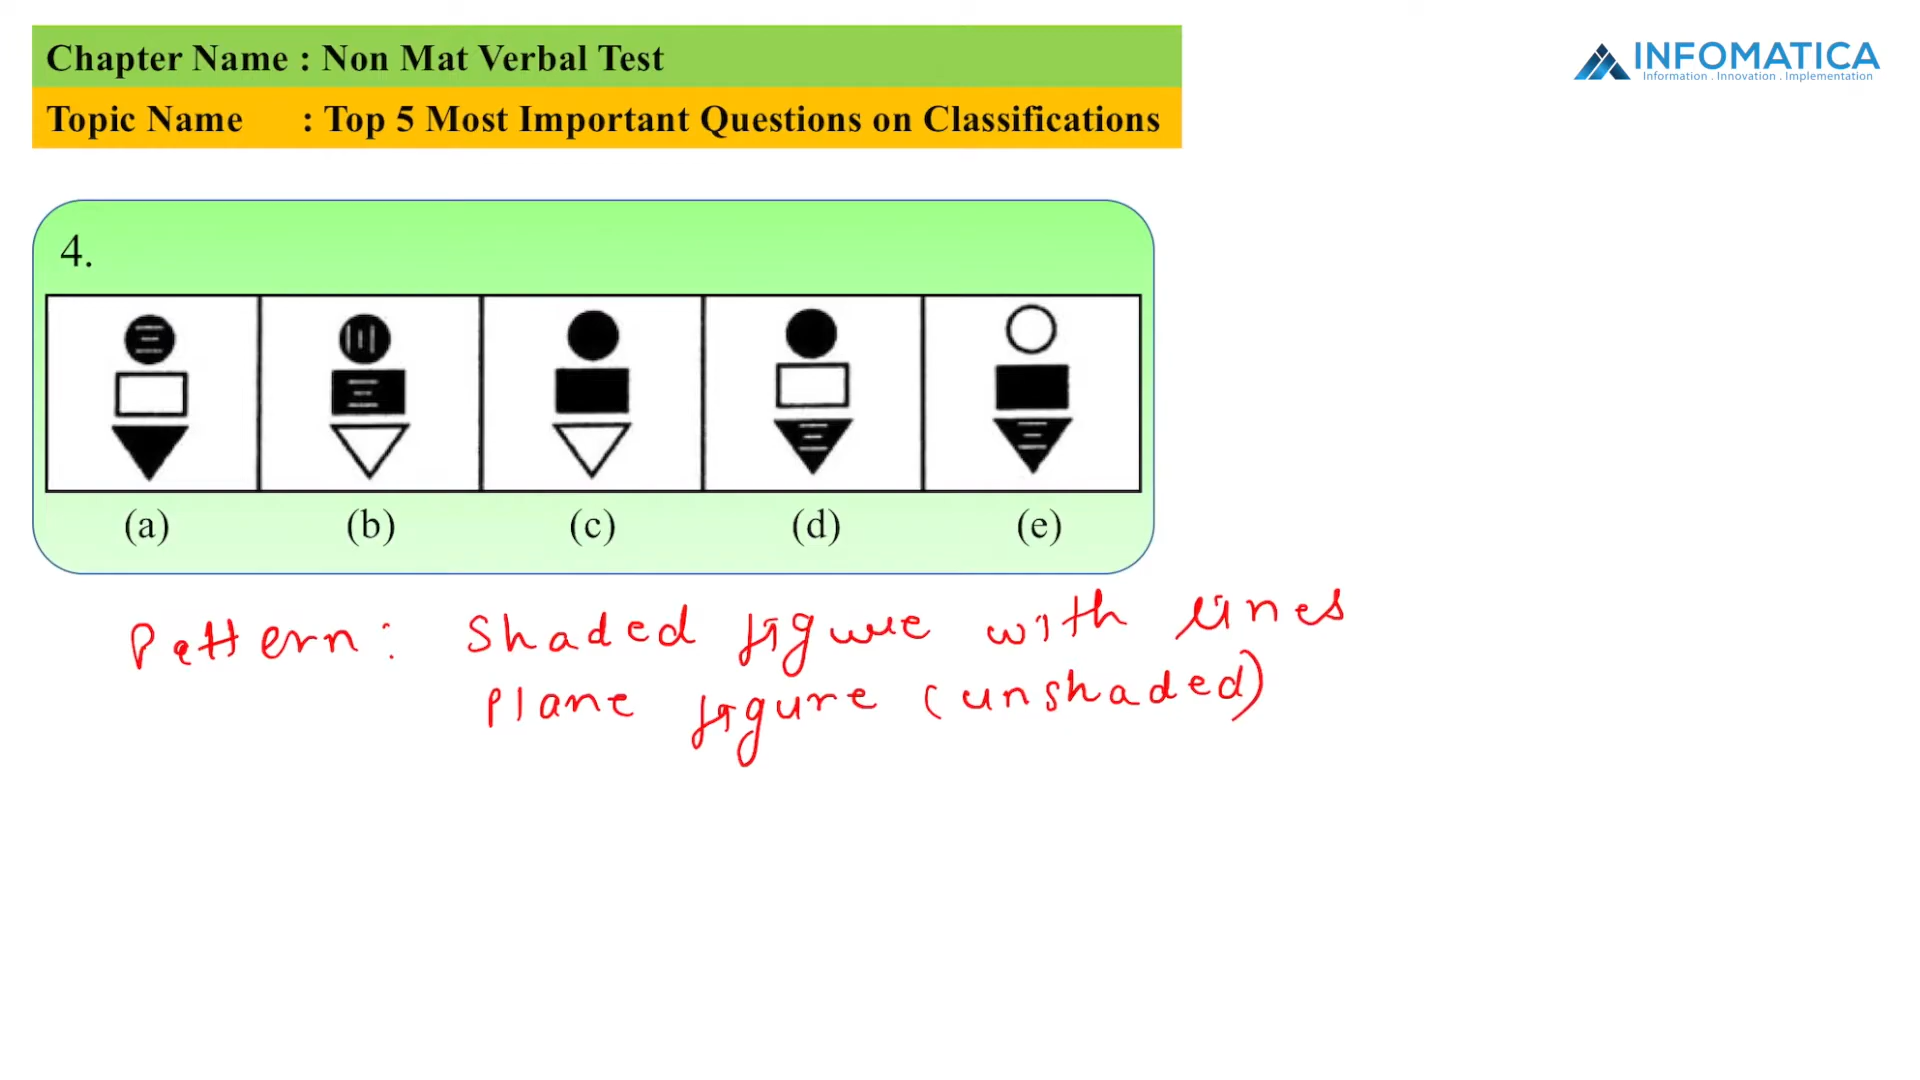 Chapter Name : Non Mat Verbal Test
INFOMATICA
Information . Innovation . Implementation
Topic Name : Top 5 Most Important Questions on Classifications
4.
(a) (b) (c) (d) (e)
Pattern: Shaded figure with lines
Plane figure (unshaded)